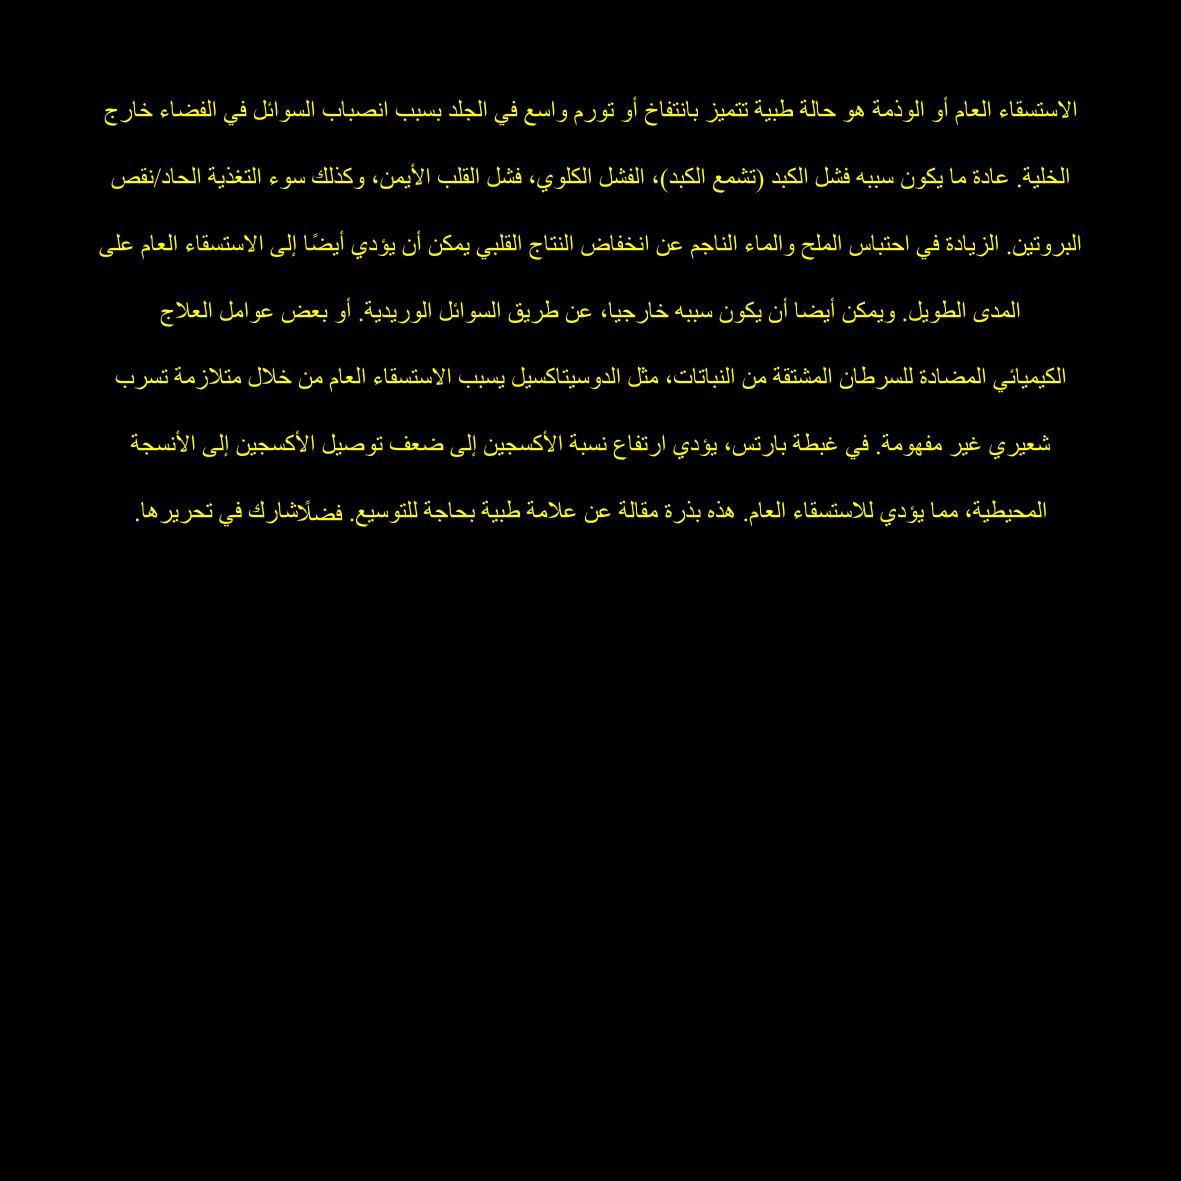 الاستسقاء العام أو الوذمة هو حالة طبية تتميز بانتفاخ أو تورم واسع في الجلد بسبب انصباب السوائل في الفضاء خارج
الخلية. عادة ما يكون سببه فشل الكبد (تشمع الكبد)، الفشل الكلوي، فشل القلب الأيمن، وكذلك سوء التغذية الحاد/نقص
البروتين. الزيادة في احتباس الملح والماء الناجم عن انخفاض النتاج القلبي يمكن أن يؤدي أيضًا إلى الاستسقاء العام على
المدى الطويل. ويمكن أيضا أن يكون سببه خارجيا، عن طريق السوائل الوريدية. أو بعض عوامل العلاج
الكيميائي المضادة للسرطان المشتقة من النباتات، مثل الدوسيتاكسيل يسبب الاستسقاء العام من خلال متلازمة تسرب
شعيري غير مفهومة. في غبطة بارتس، يؤدي ارتفاع نسبة الأكسجين إلى ضعف توصيل الأكسجين إلى الأنسجة
المحيطية، مما يؤدي للاستسقاء العام. هذه بذرة مقالة عن علامة طبية بحاجة للتوسيع. فضلًاشارك في تحريرها.